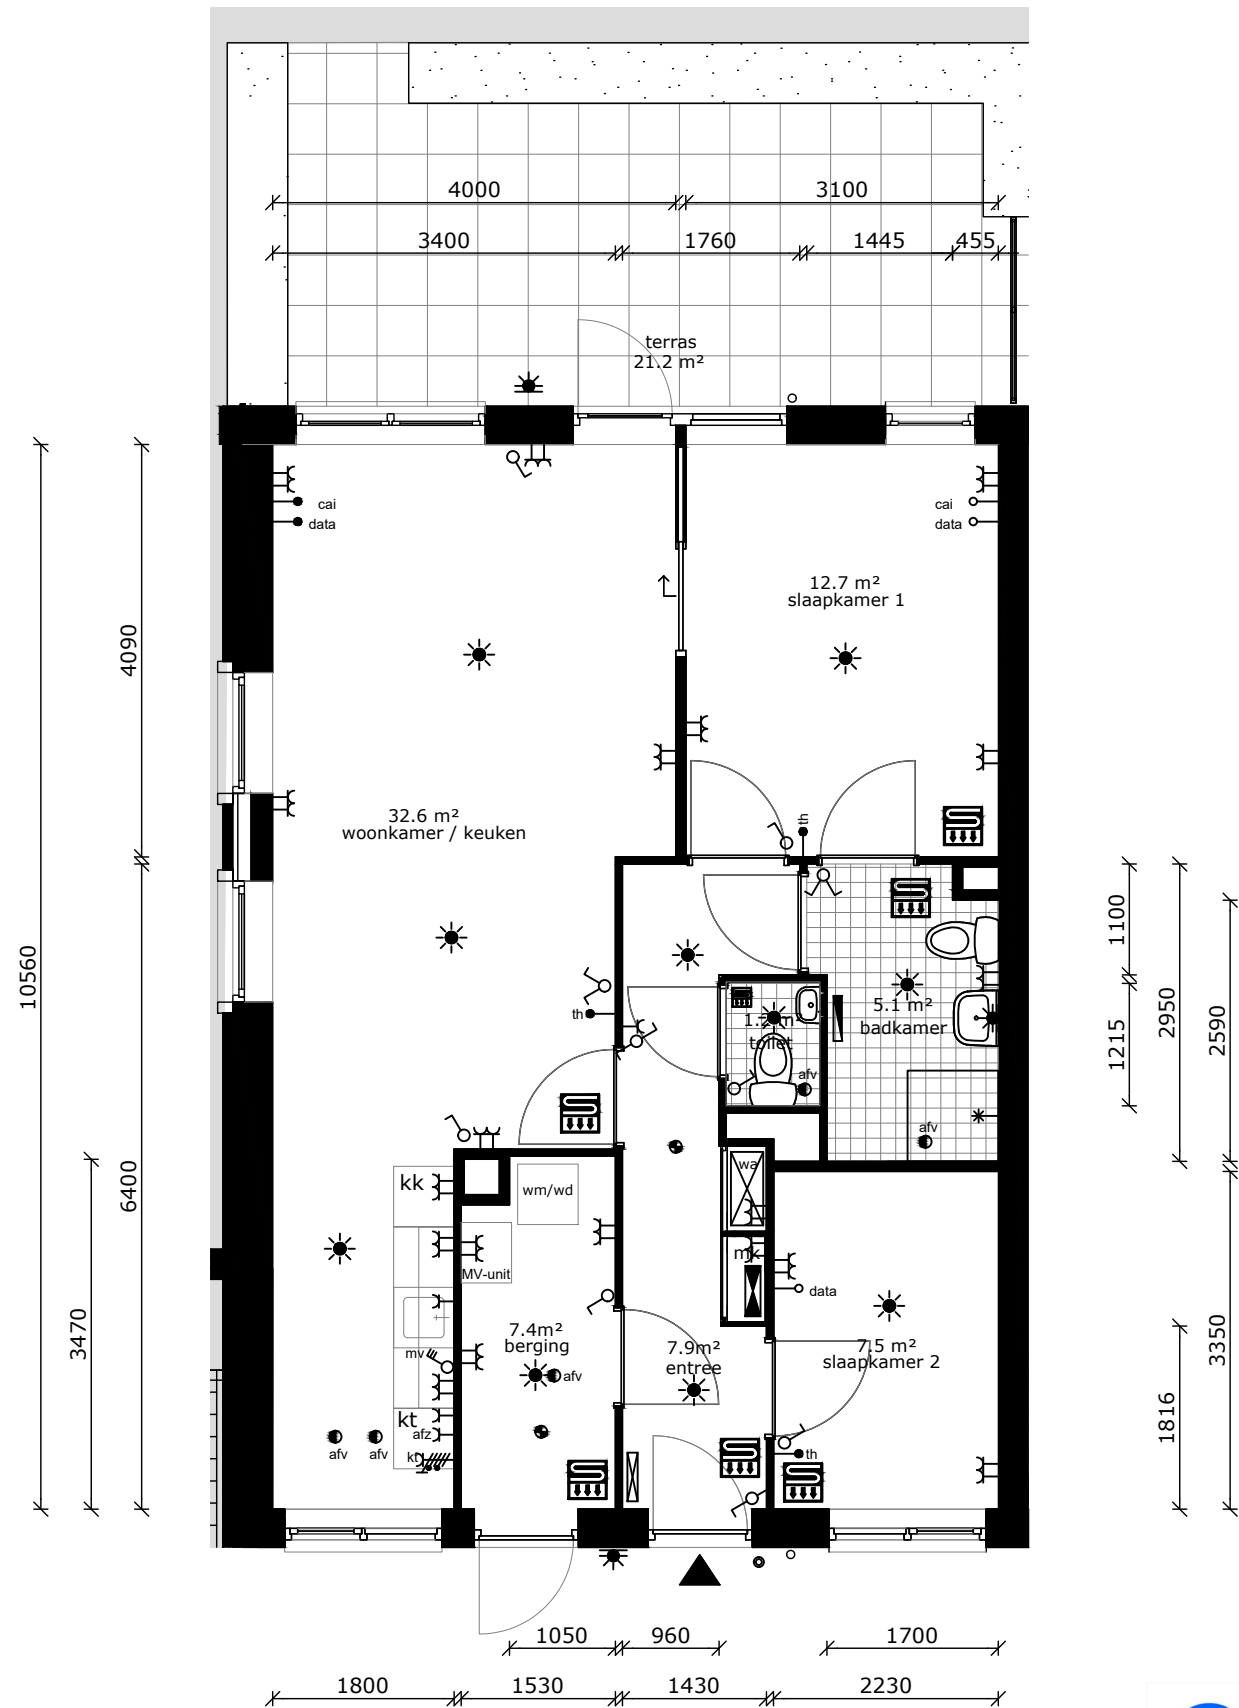 4000
3100
3400
1760
1445
455
terras
21.2 m²
cai
data
cai
data
12.7 m²
slaapkamer 1
4090
32.6 m²
woonkamer / keuken
th
10560
1100
2950
2590
1215
th
5.1 m²
badkamer
toilet
afv
afv
6400
3470
kk
wm/wd
wa
MV-unit
mk
data
mv
7.4m²
berging
afv
7.9m²
entree
7.5 m²
slaapkamer 2
3350
1816
kt
afz
afv
afv
kt
th
1050
960
1700
1800
1530
1430
2230